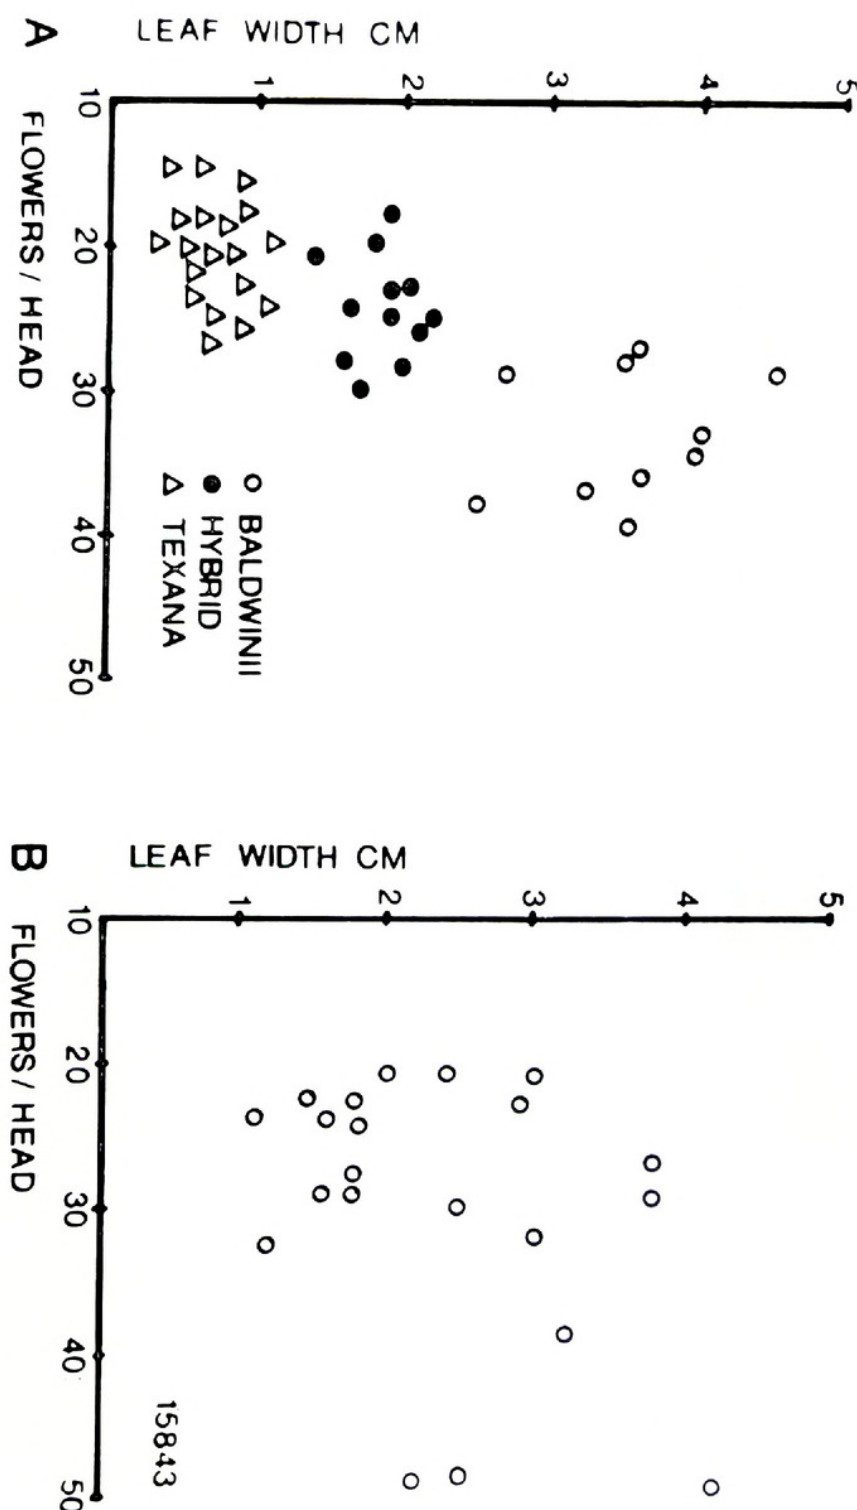 A
LEAF WIDTH CM
5
4
3
2
1
10
20
30
40
50
FLOWERS / HEAD
BALDWINII
HYBRID
TEXANA
B
LEAF WIDTH CM
5
4
3
2
1
10
20
30
40
50
FLOWERS / HEAD
15843